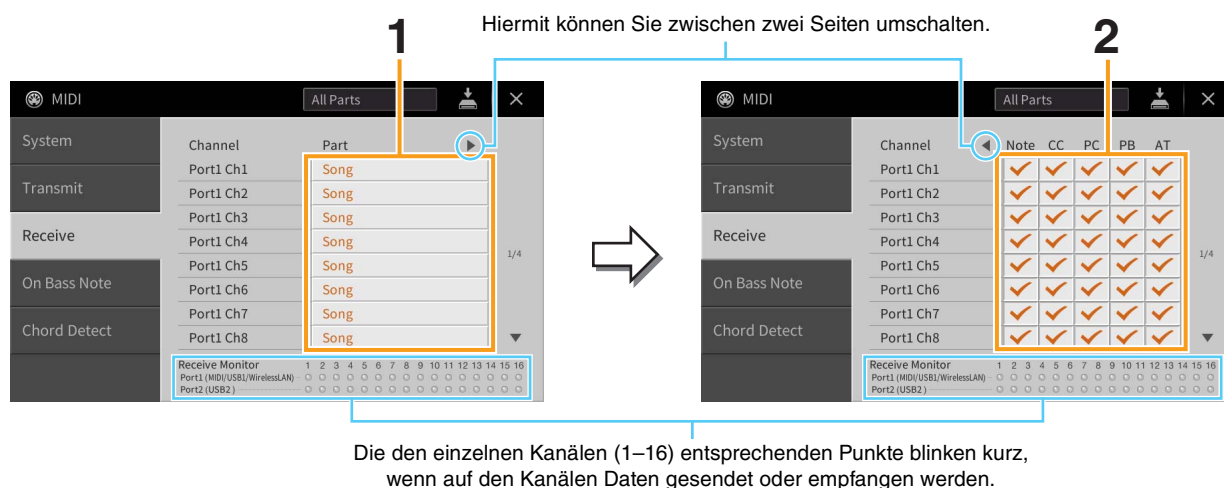 Hiermit können Sie zwischen zwei Seiten umschalten.
1
2
MIDI All Parts
System
Transmit
Receive
On Bass Note
Chord Detect
Channel Part
Port1 Ch1 Song
Port1 Ch2 Song
Port1 Ch3 Song
Port1 Ch4 Song
Port1 Ch5 Song
Port1 Ch6 Song
Port1 Ch7 Song
Port1 Ch8 Song
1/4
Receive Monitor 1 2 3 4 5 6 7 8 9 10 11 12 13 14 15 16
Port1 (MIDI/USB1/WirelessLAN)
Port2 (USB2)
MIDI All Parts
System
Transmit
Receive
On Bass Note
Chord Detect
Channel Note CC PC PB AT
Port1 Ch1
Port1 Ch2
Port1 Ch3
Port1 Ch4
Port1 Ch5
Port1 Ch6
Port1 Ch7
Port1 Ch8
1/4
Receive Monitor 1 2 3 4 5 6 7 8 9 10 11 12 13 14 15 16
Port1 (MIDI/USB1/WirelessLAN)
Port2 (USB2)
Die den einzelnen Kanälen (1–16) entsprechenden Punkte blinken kurz,
wenn auf den Kanälen Daten gesendet oder empfangen werden.